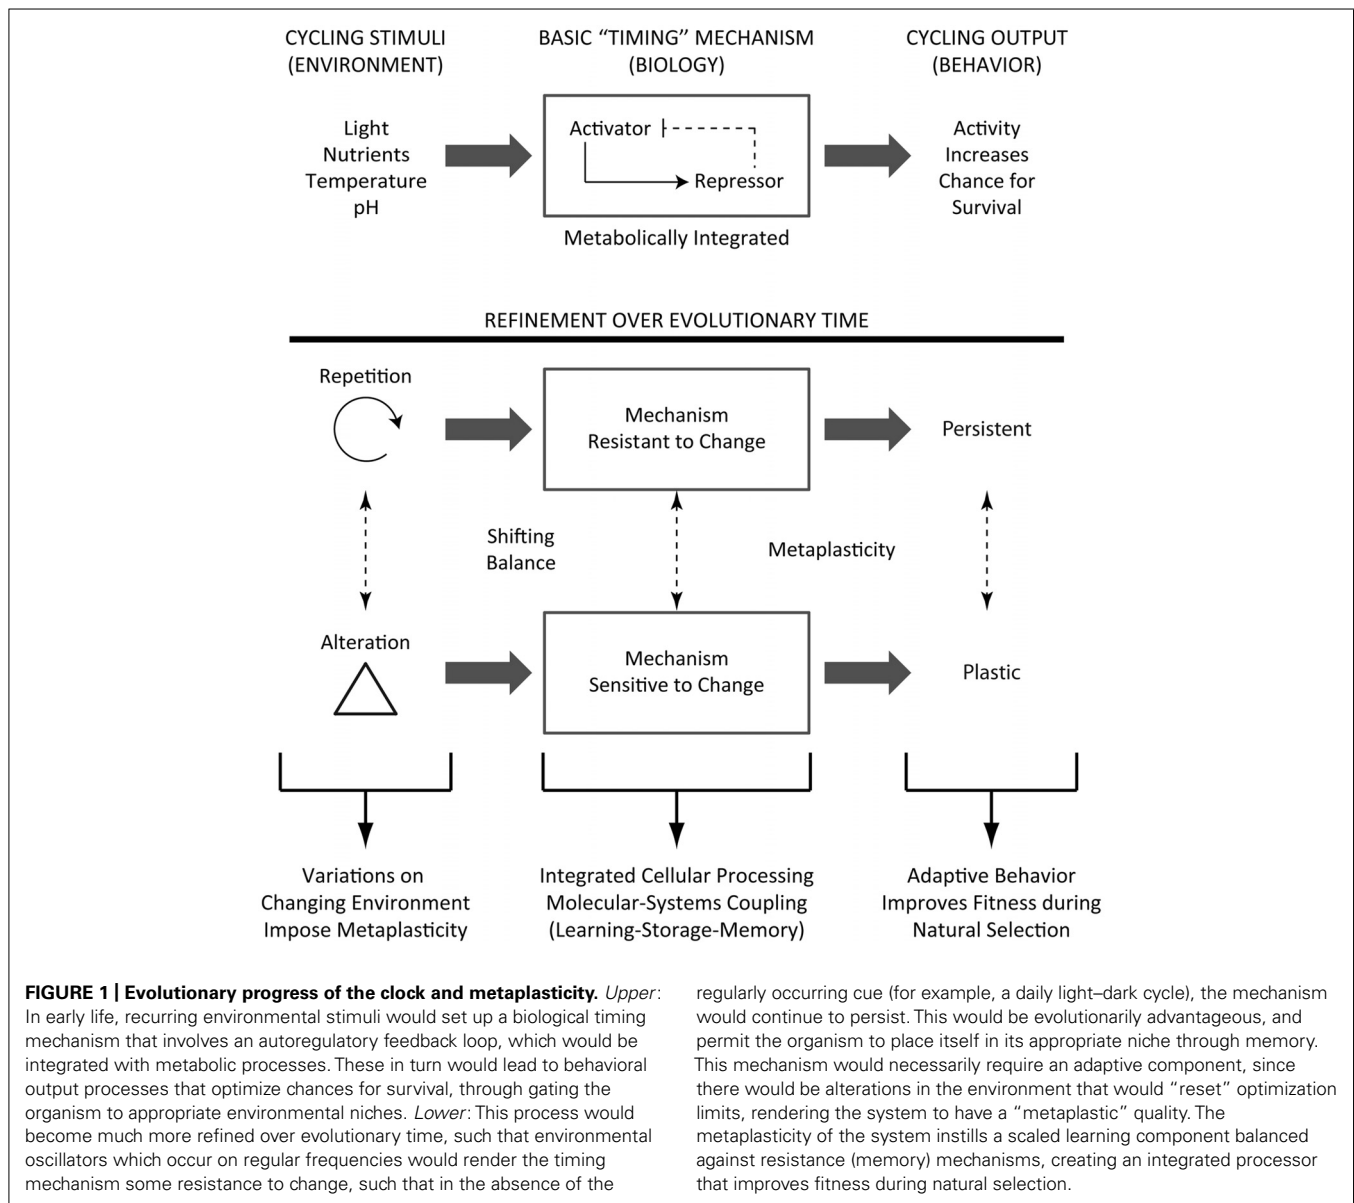 CYCLING STIMULI
(ENVIRONMENT)
BASIC “TIMING” MECHANISM
(BIOLOGY)
CYCLING OUTPUT
(BEHAVIOR)
Light
Nutrients
Temperature
pH
Activator
Repressor
Metabolically Integrated
Activity
Increases
Chance for
Survival
REFINEMENT OVER EVOLUTIONARY TIME
Repetition
Mechanism
Resistant to Change
Persistent
Shifting
Balance
Metaplasticity
Alteration
Mechanism
Sensitive to Change
Plastic
Variations on
Changing Environment
Impose Metaplasticity
Integrated Cellular Processing
Molecular-Systems Coupling
(Learning-Storage-Memory)
Adaptive Behavior
Improves Fitness during
Natural Selection
FIGURE 1 | Evolutionary progress of the clock and metaplasticity. Upper:
In early life, recurring environmental stimuli would set up a biological timing
mechanism that involves an autoregulatory feedback loop, which would be
integrated with metabolic processes. These in turn would lead to behavioral
output processes that optimize chances for survival, through gating the
organism to appropriate environmental niches. Lower: This process would
become much more refined over evolutionary time, such that environmental
oscillators which occur on regular frequencies would render the timing
mechanism some resistance to change, such that in the absence of the
regularly occurring cue (for example, a daily light–dark cycle), the mechanism
would continue to persist. This would be evolutionarily advantageous, and
permit the organism to place itself in its appropriate niche through memory.
This mechanism would necessarily require an adaptive component, since
there would be alterations in the environment that would “reset” optimization
limits, rendering the system to have a “metaplastic” quality. The
metaplasticity of the system instills a scaled learning component balanced
against resistance (memory) mechanisms, creating an integrated processor
that improves fitness during natural selection.